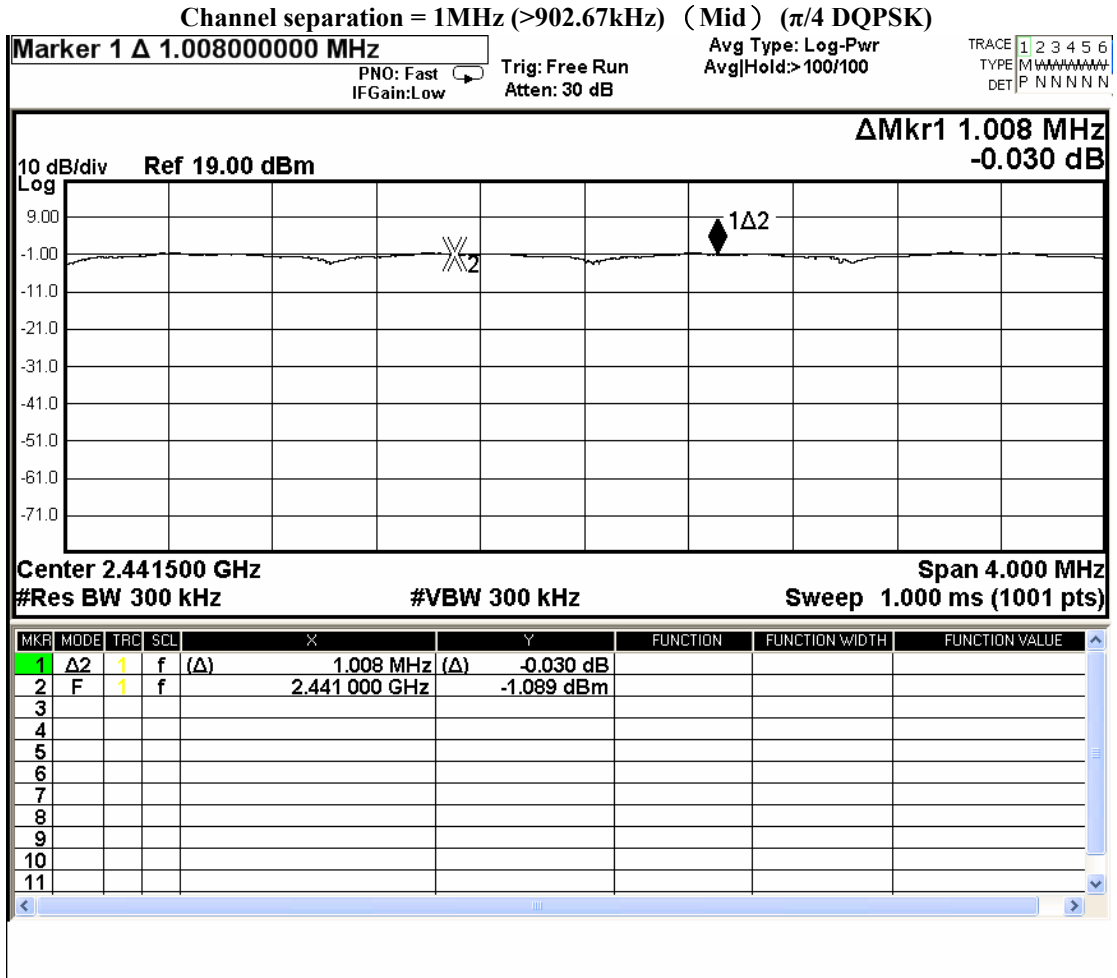 Channel separation = 1MHz (>902.67kHz) （Mid） (π/4 DQPSK)
Marker 1 Δ 1.008000000 MHz
PNO: Fast
IFGain:Low
Trig: Free Run
Atten: 30 dB
Avg Type: Log-Pwr
Avg|Hold:>100/100
TRACE 1 2 3 4 5 6
TYPE M WWWWW
DET P N N N N N
ΔMkr1 1.008 MHz
-0.030 dB
10 dB/div Ref 19.00 dBm
Log
9.00
1Δ2
-1.00
2
-11.0
-21.0
-31.0
-41.0
-51.0
-61.0
-71.0
Center 2.441500 GHz Span 4.000 MHz
#Res BW 300 kHz #VBW 300 kHz Sweep 1.000 ms (1001 pts)
MKR MODE TRC SCL X Y FUNCTION FUNCTION WIDTH FUNCTION VALUE
1 Δ2 1 f (Δ) 1.008 MHz (Δ) -0.030 dB
2 F 1 f 2.441 000 GHz -1.089 dBm
3
4
5
6
7
8
9
10
11